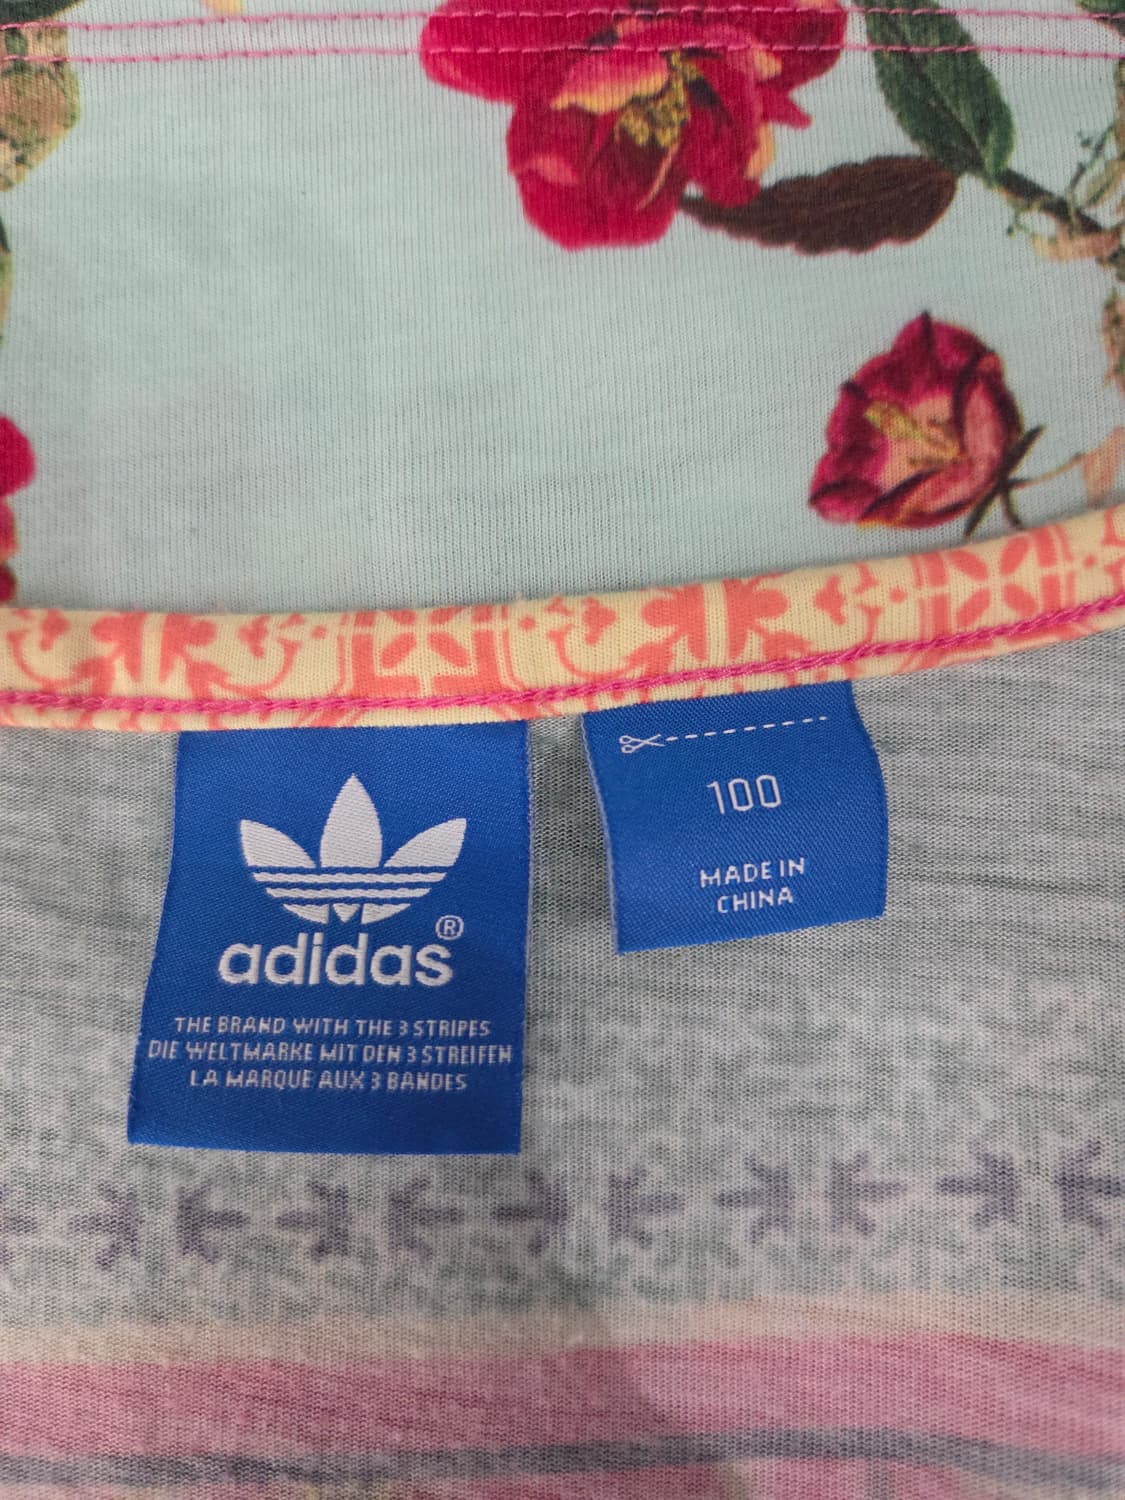 adidas®
THE BRAND WITH THE 3 STRIPES
DIE WELTMARKE MIT DEN 3 STREIFEN
LA MARQUE AUX 3 BANDES
100
MADE IN
CHINA